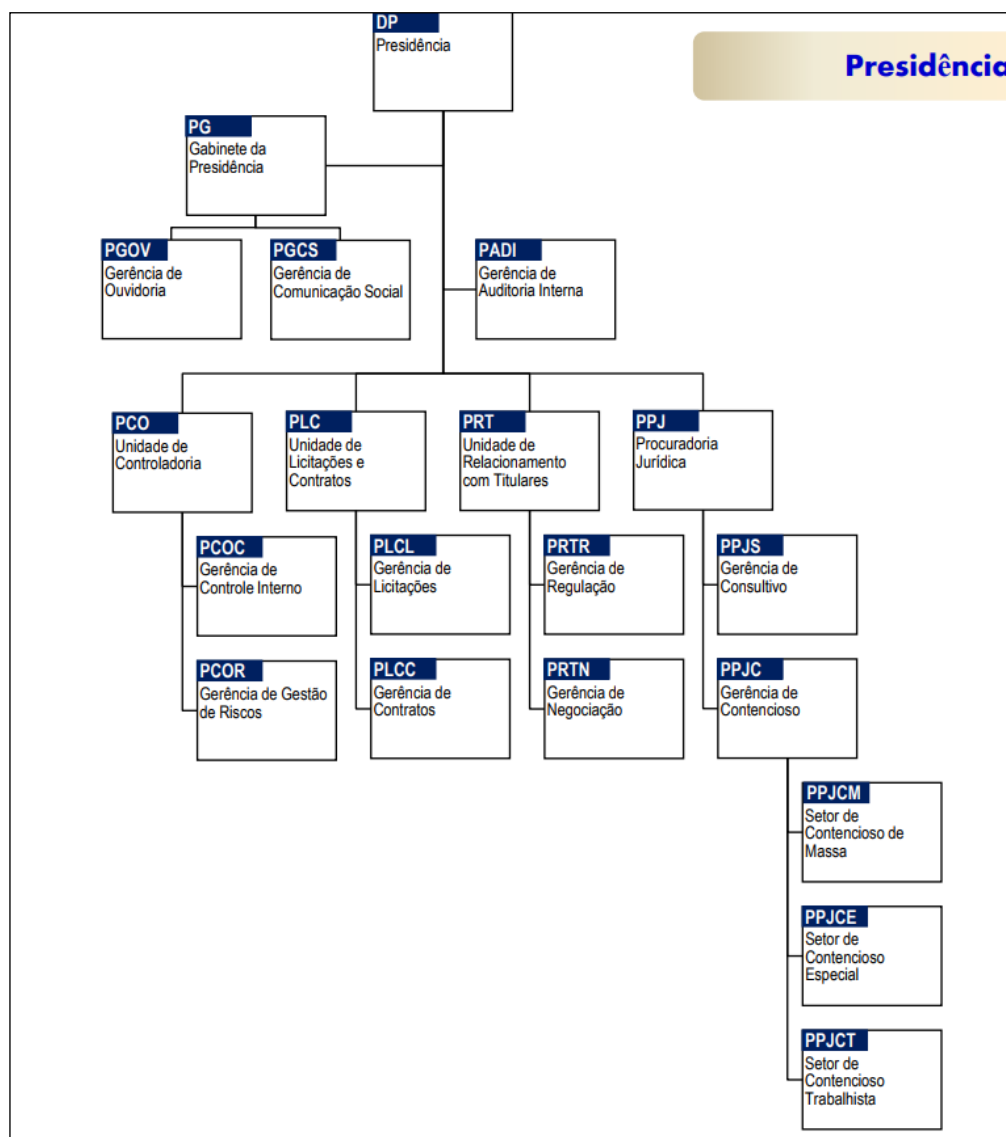 DP
Presidência
Presidência
PG
Gabinete da
Presidência
PGOV
Gerência de
Ouvidoria
PGCS
Gerência de
Comunicação Social
PADI
Gerência de
Auditoria Interna
PCO
Unidade de
Controladoria
PLC
Unidade de
Licitações e
Contratos
PRT
Unidade de
Relacionamento
com Titulares
PPJ
Procuradoria
Jurídica
PCOC
Gerência de
Controle Interno
PLCL
Gerência de
Licitações
PRTR
Gerência de
Regulação
PPJS
Gerência de
Consultivo
PCOR
Gerência de Gestão
de Riscos
PLCC
Gerência de
Contratos
PRTN
Gerência de
Negociação
PPJC
Gerência de
Contencioso
PPJCM
Setor de
Contencioso de
Massa
PPJCE
Setor de
Contencioso
Especial
PPJCT
Setor de
Contencioso
Trabalhista